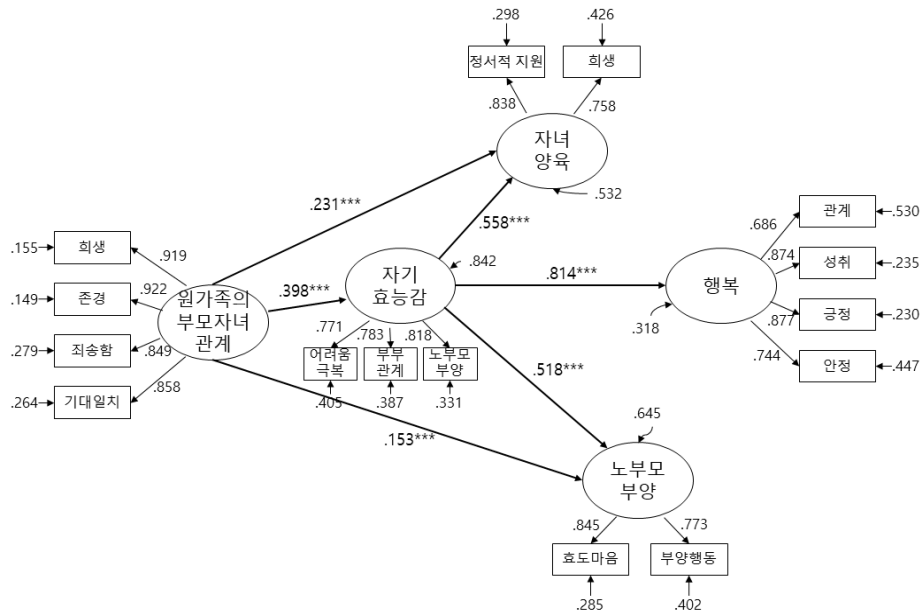 .298
.426
정서적 지원
희생
.838
.758
자녀
양육
.532
.231***
.558***
관계
.530
.686
.155
희생
.919
.842
.874
성취
.235
자기
효능감
.814***
행복
.149
존경
.922
원가족의
부모자녀
관계
.398***
.877
긍정
.230
.318
.771
.783
.818
.279
죄송함
.849
어려움
극복
부부
관계
노부모
부양
.744
안정
.447
.518***
.858
.264
기대일치
.405
.387
.331
.645
.153***
노부모
부양
.845
.773
효도마음
부양행동
.285
.402